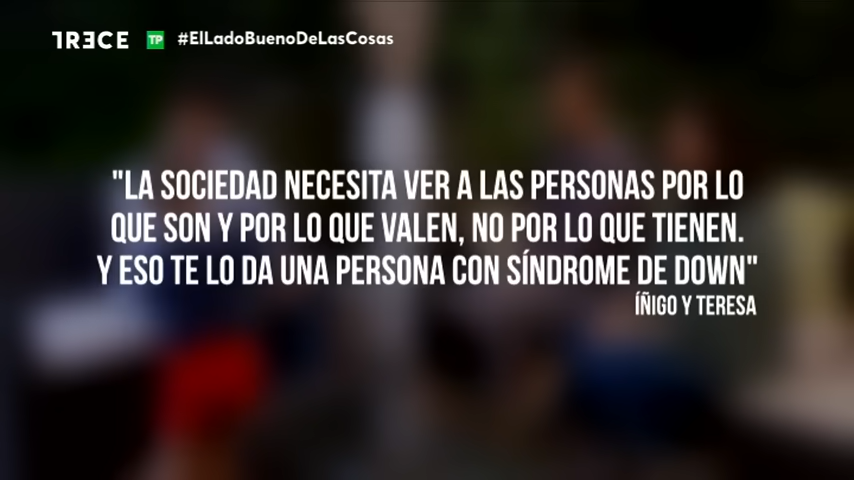 TRECE TP #ElLadoBuenoDeLasCosas
"LA SOCIEDAD NECESITA VER A LAS PERSONAS POR LO
QUE SON Y POR LO QUE VALEN, NO POR LO QUE TIENEN.
Y ESO TE LO DA UNA PERSONA CON SÍNDROME DE DOWN"
ÍÑIGO Y TERESA